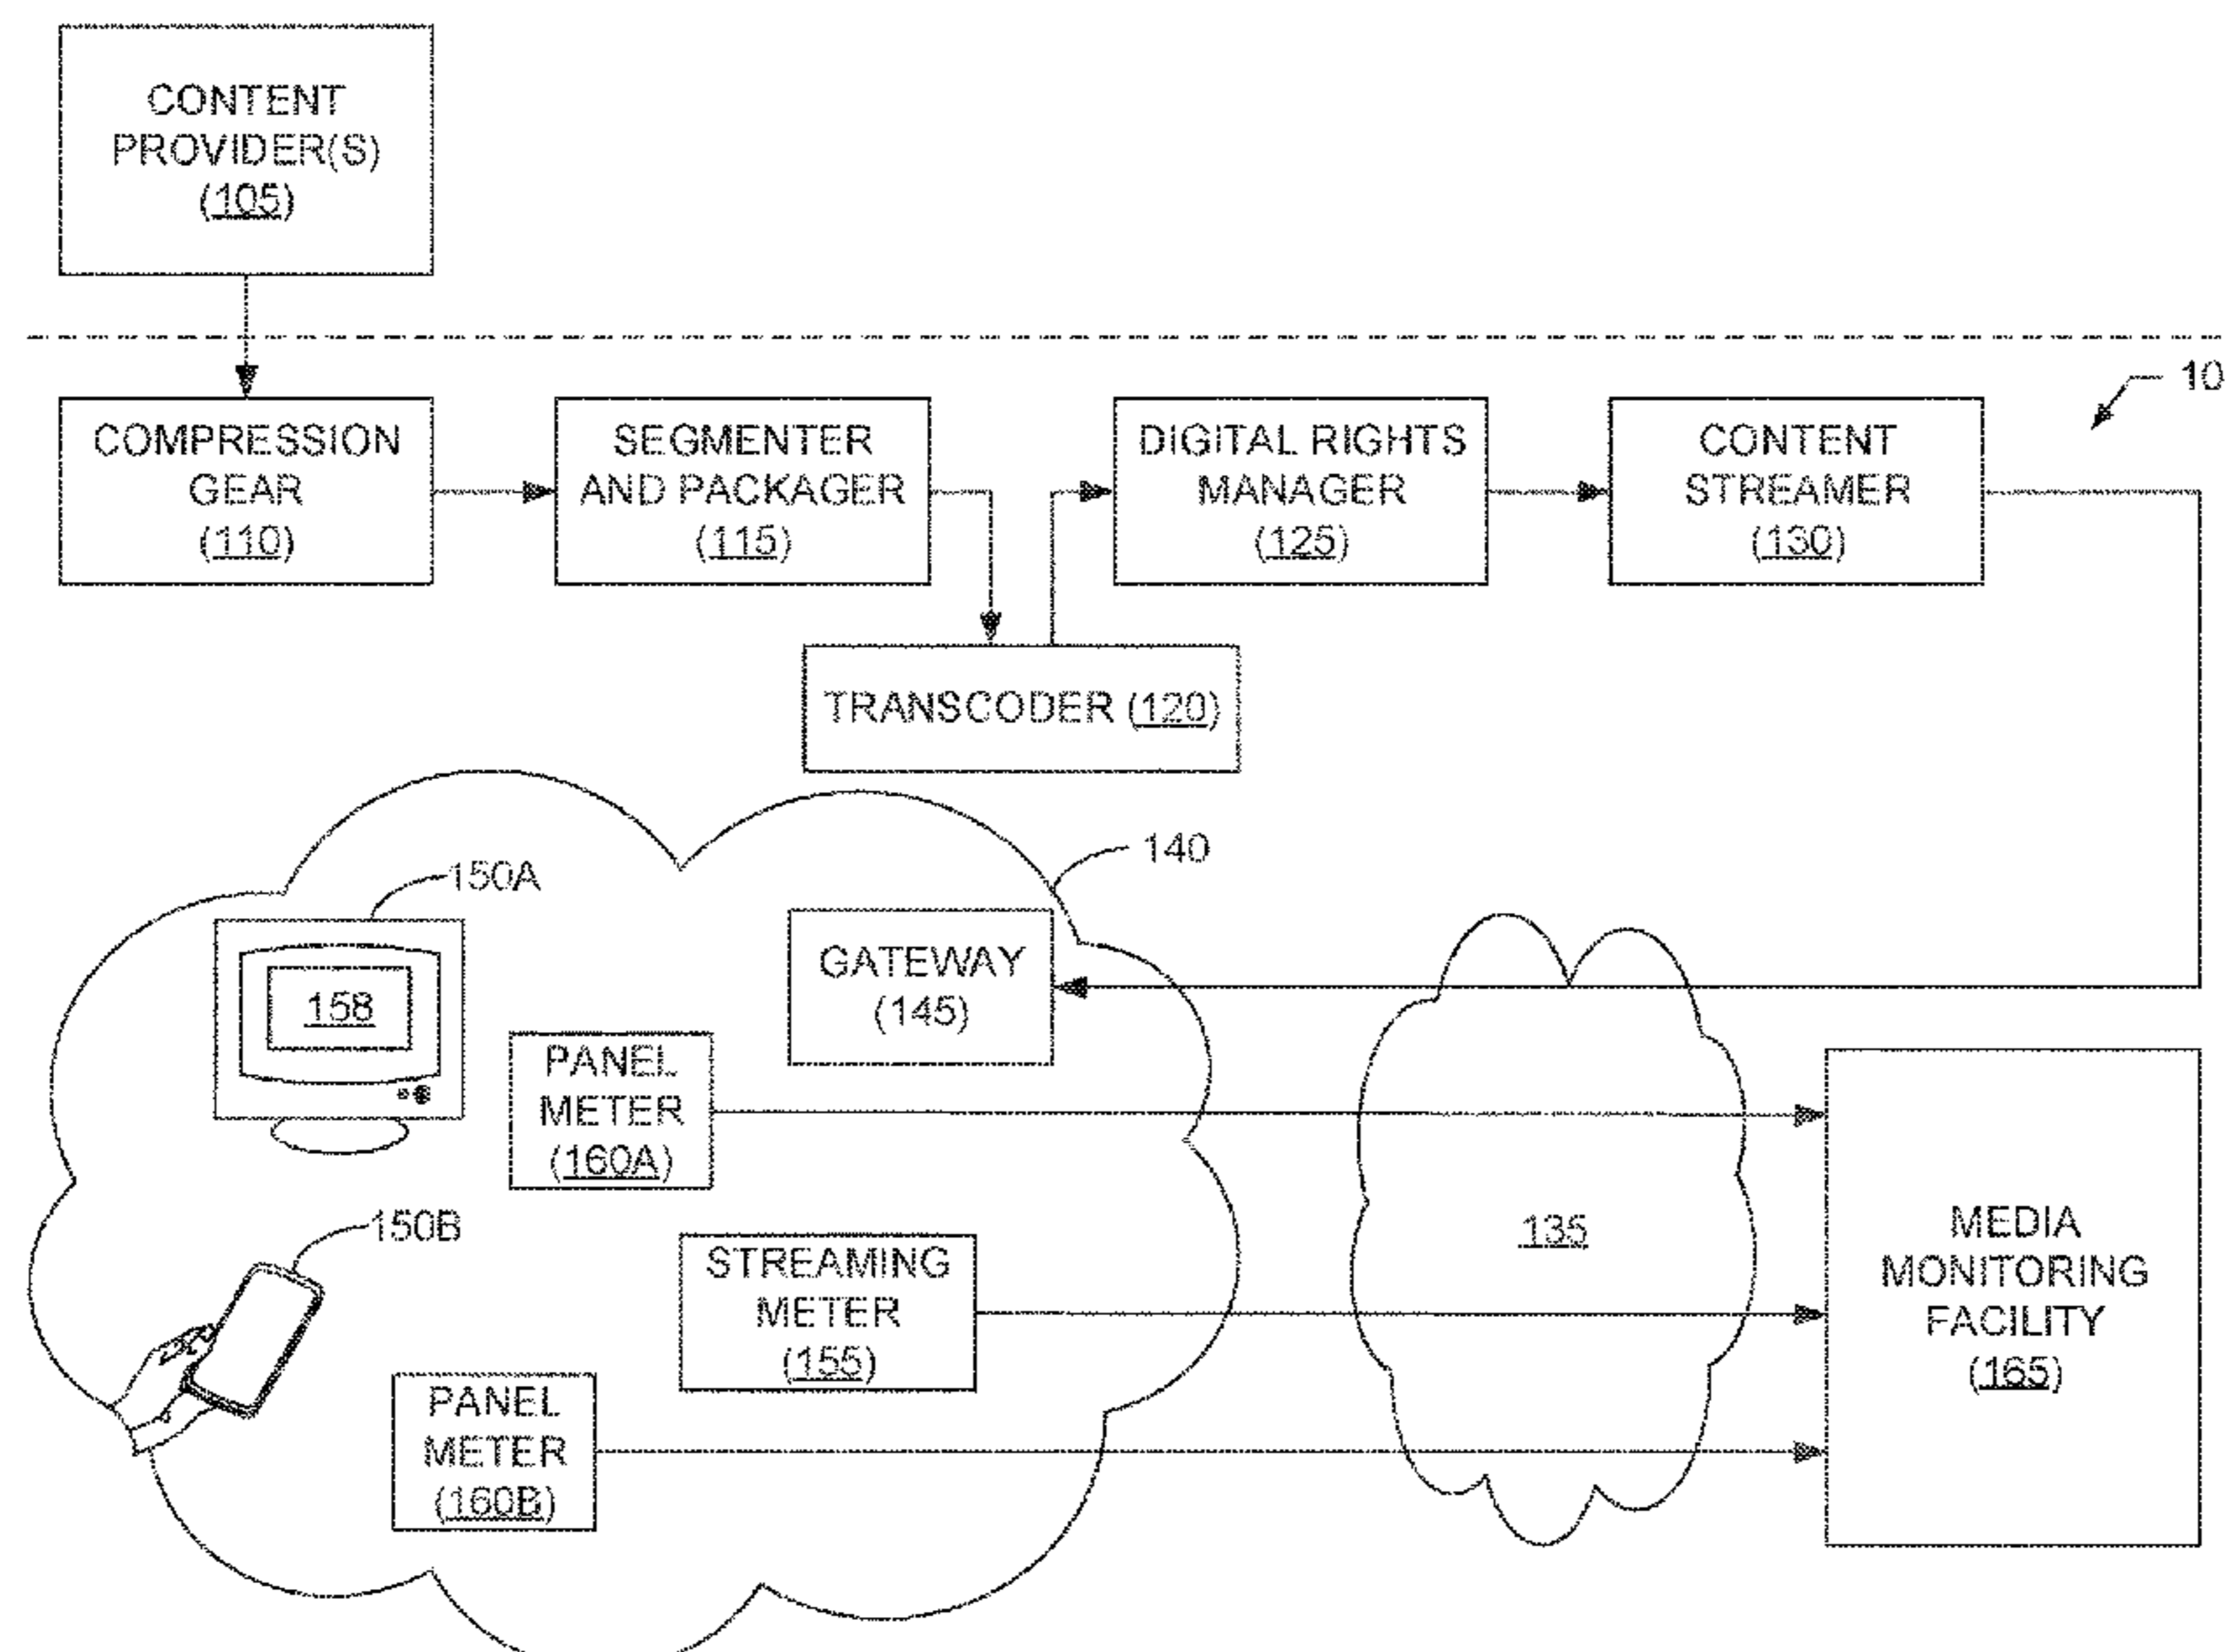 CONTENT
PROVIDER(S)
(105)
10
COMPRESSION
GEAR
(110)
SEGMENTER
AND PACKAGER
(115)
DIGITAL RIGHTS
MANAGER
(125)
CONTENT
STREAMER
(130)
TRANSCODER (120)
140
150A
158
GATEWAY
(145)
PANEL
METER
(160A)
150B
STREAMING
METER
(155)
PANEL
METER
(160B)
135
MEDIA
MONITORING
FACILITY
(165)